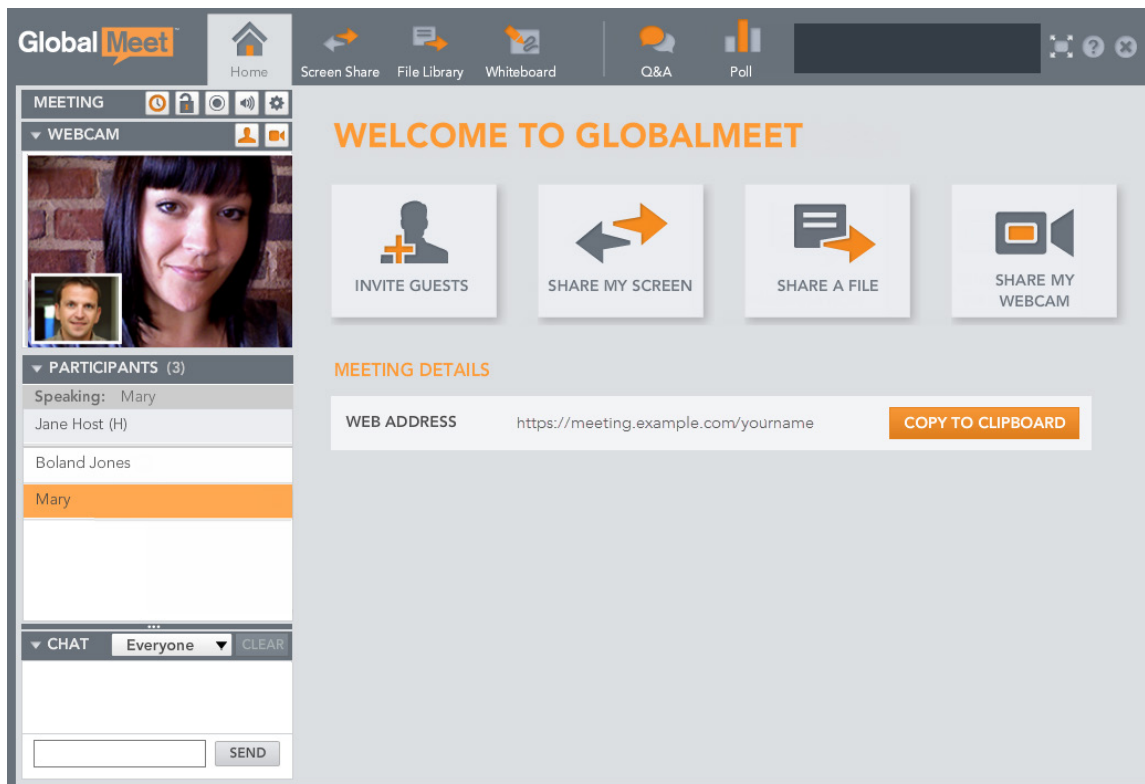 Global Meet™
Home
Screen Share
File Library
Whiteboard
Q&A
Poll
MEETING
WEBCAM
WELCOME TO GLOBALMEET
INVITE GUESTS
SHARE MY SCREEN
SHARE A FILE
SHARE MY
WEBCAM
PARTICIPANTS (3)
Speaking: Mary
Jane Host (H)
Boland Jones
Mary
MEETING DETAILS
WEB ADDRESS https://meeting.example.com/yourname COPY TO CLIPBOARD
CHAT Everyone CLEAR
SEND